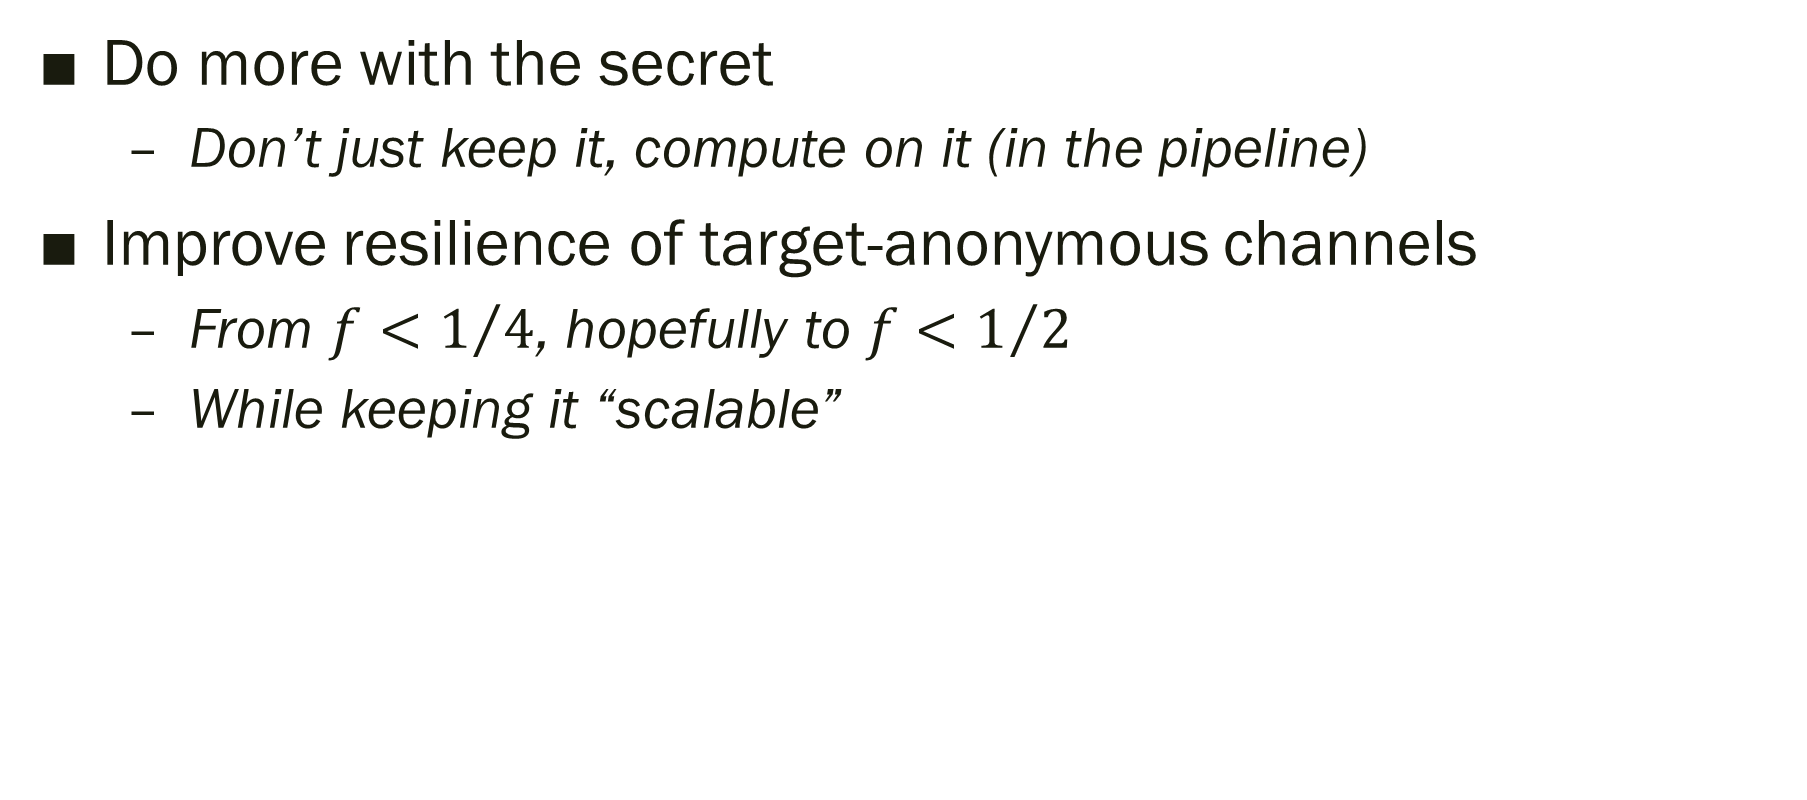 ■ Do more with the secret
– Don’t just keep it, compute on it (in the pipeline)
■ Improve resilience of target-anonymous channels
– From f < 1/4, hopefully to f < 1/2
– While keeping it “scalable”